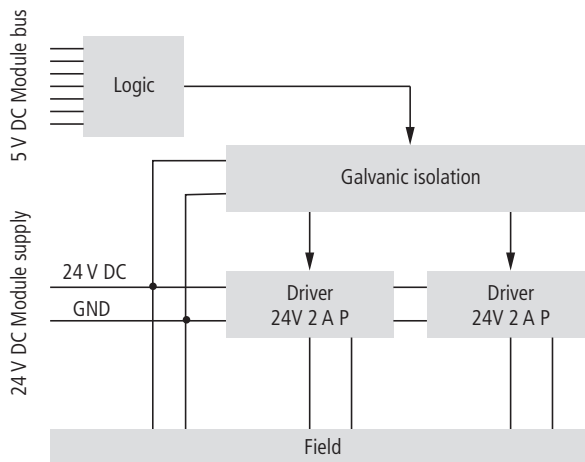 5 V DC Module bus
Logic
Galvanic isolation
24 V DC Module supply
24 V DC
GND
Driver
24V 2 A P
Driver
24V 2 A P
Field